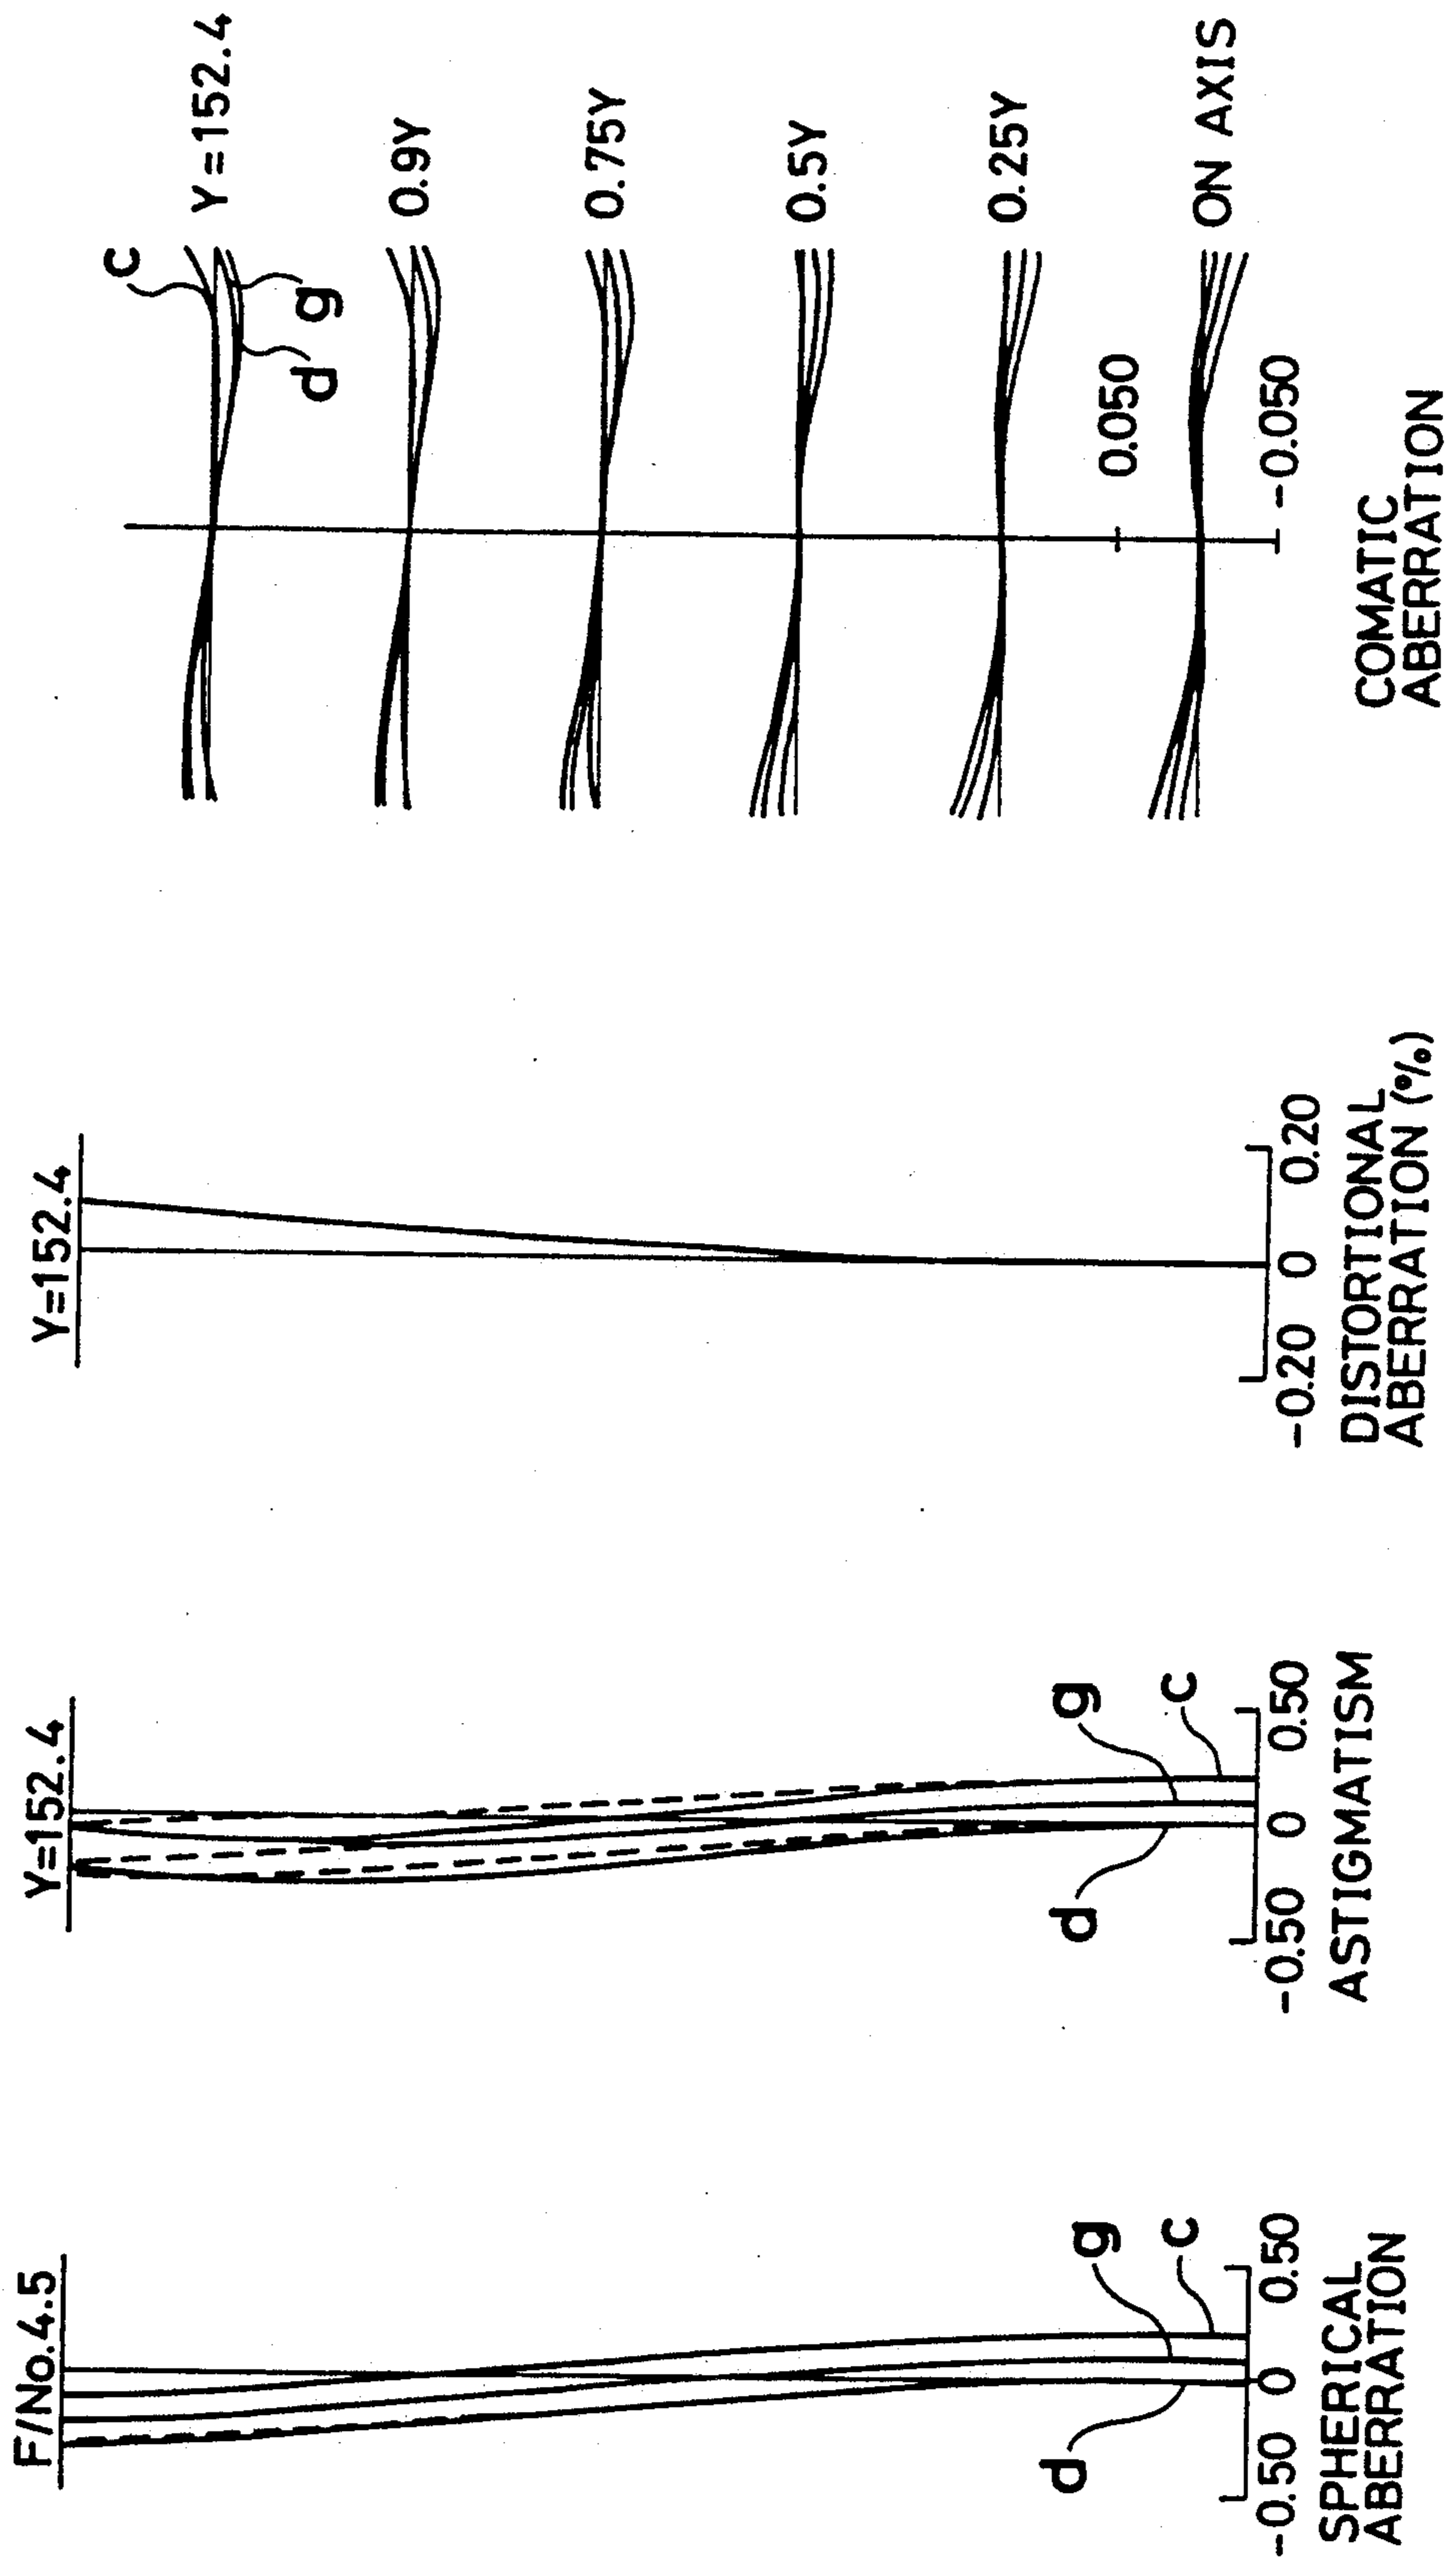 F/No.4.5
g
c
d
-0.50
0
0.50
SPHERICAL
ABERRATION
Y=152.4
g
c
d
-0.50
0
0.50
ASTIGMATISM
Y=152.4
-0.20
0
0.20
DISTORTIONAL
ABERRATION (%)
c
Y=152.4
d
g
0.9Y
0.75Y
0.5Y
0.25Y
0.050
ON AXIS
-0.050
COMATIC
ABERRATION